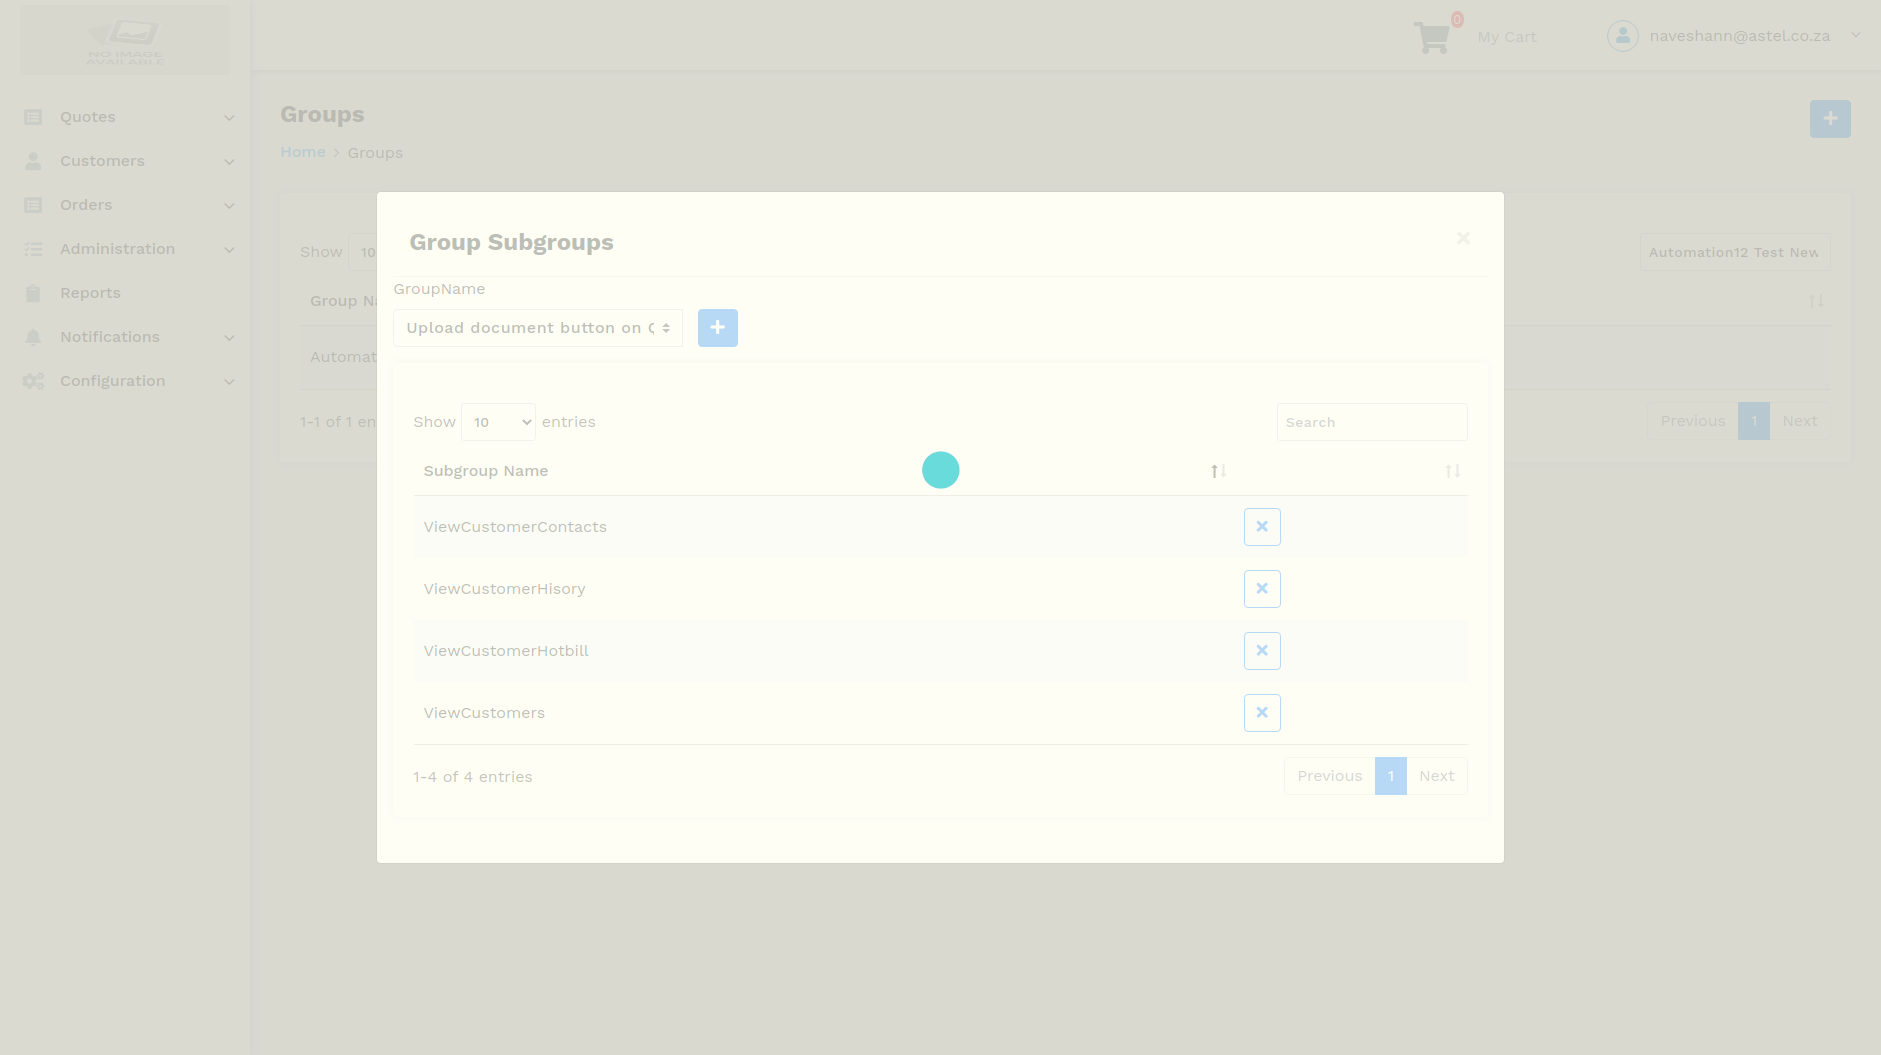 NO IMAGE
AVAILABLE
0
My Cart
naveshann@astel.co.za
Quotes
Customers
Orders
Administration
Reports
Notifications
Configuration
Groups
Home > Groups
Show 10
Automation12 Test New
Group Na
Automat
1-1 of 1 en
Previous 1 Next
Group Subgroups
GroupName
Upload document button on
Show 10 entries
Search
Subgroup Name
ViewCustomerContacts
ViewCustomerHisory
ViewCustomerHotbill
ViewCustomers
1-4 of 4 entries
Previous 1 Next